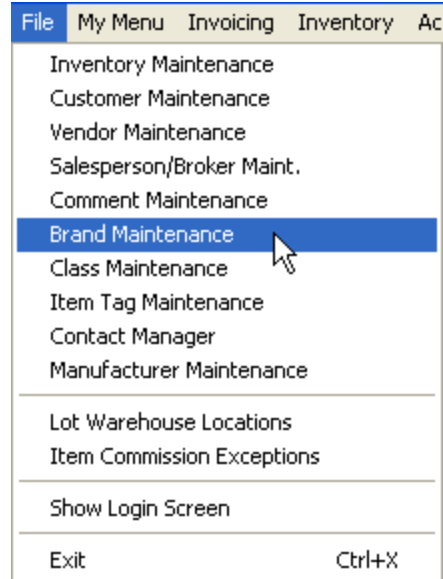 File My Menu Invoicing Inventory Ac
Inventory Maintenance
Customer Maintenance
Vendor Maintenance
Salesperson/Broker Maint.
Comment Maintenance
Brand Maintenance
Class Maintenance
Item Tag Maintenance
Contact Manager
Manufacturer Maintenance
Lot Warehouse Locations
Item Commission Exceptions
Show Login Screen
Exit Ctrl+X